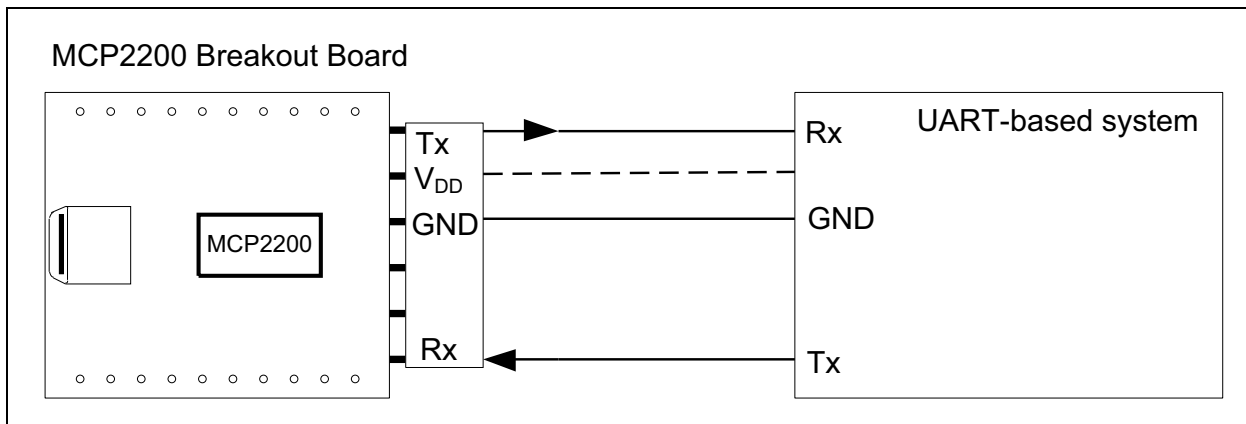 MCP2200 Breakout Board
Tx
VDD
GND
Rx
MCP2200
Rx
GND
Tx
UART-based system